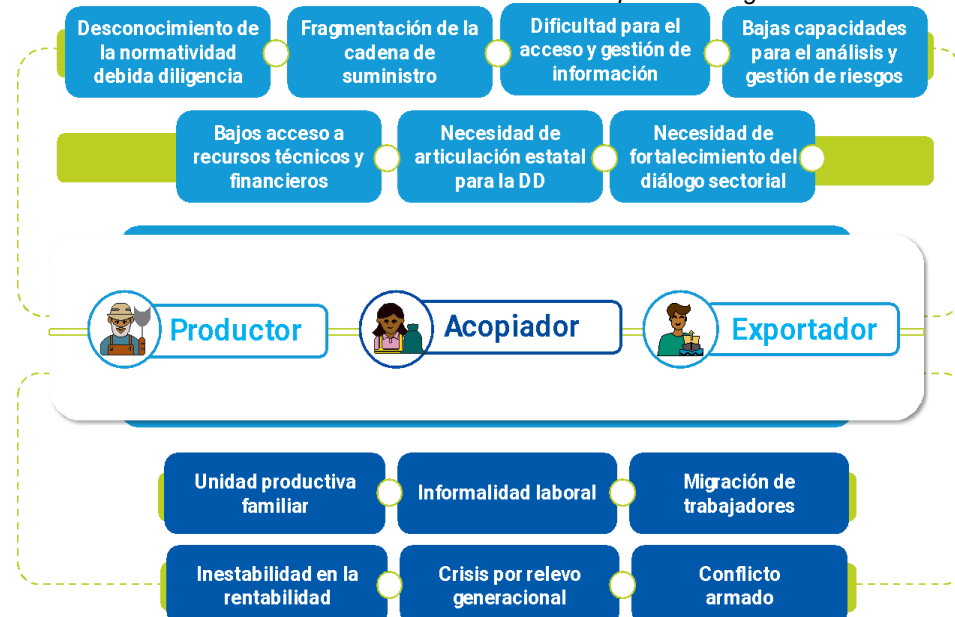 Desconocimiento de
la normatividad
debida diligencia
Fragmentación de la
cadena de
suministro
Dificultad para el
acceso y gestión de
información
Bajas capacidades
para el análisis y
gestión de riesgos
Bajos acceso a
recursos técnicos y
financieros
Necesidad de
articulación estatal
para la DD
Necesidad de
fortalecimiento del
diálogo sectorial
Productor
Acopiador
Exportador
Unidad productiva
familiar
Informalidad laboral
Migración de
trabajadores
Inestabilidad en la
rentabilidad
Crisis por relevo
generacional
Conflicto
armado